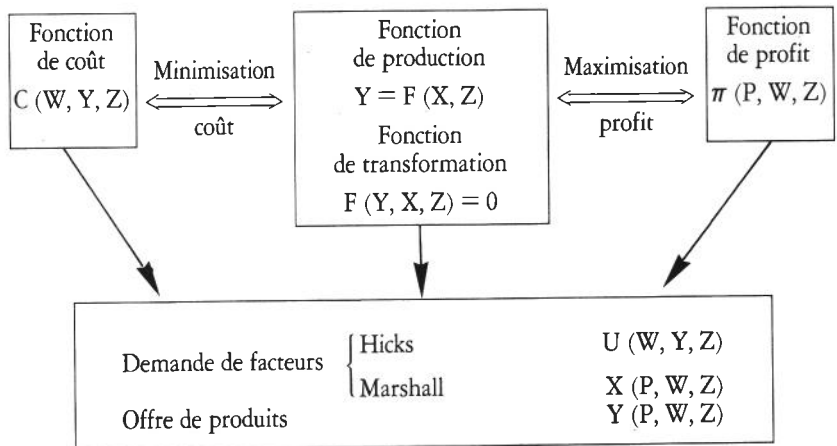 Fonction
de coût
C (W, Y, Z)
Minimisation
coût
Fonction
de production
Y = F (X, Z)
Fonction
de transformation
F (Y, X, Z) = 0
Maximisation
profit
Fonction
de profit
π (P, W, Z)
Demande de facteurs { Hicks U (W, Y, Z)
Marshall X (P, W, Z)
Offre de produits Y (P, W, Z)